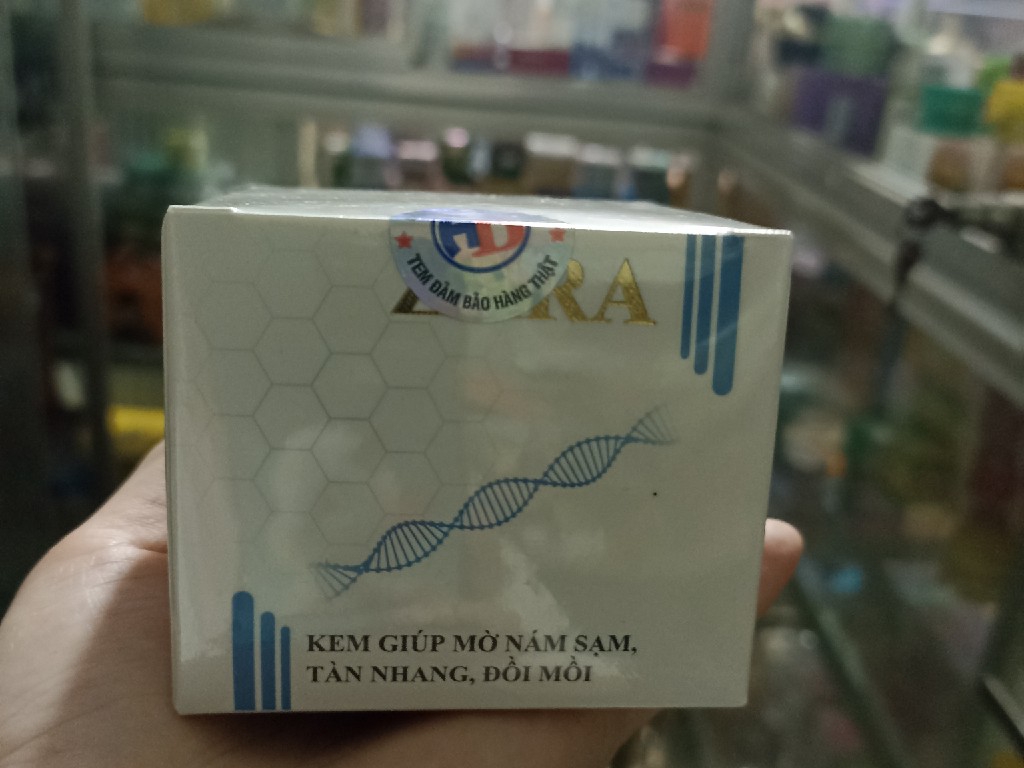 TEM ĐẢM BẢO HÀNG THẬT
KEM GIÚP MỜ NÁM SẠM,
TÀN NHANG, ĐỒI MỒI